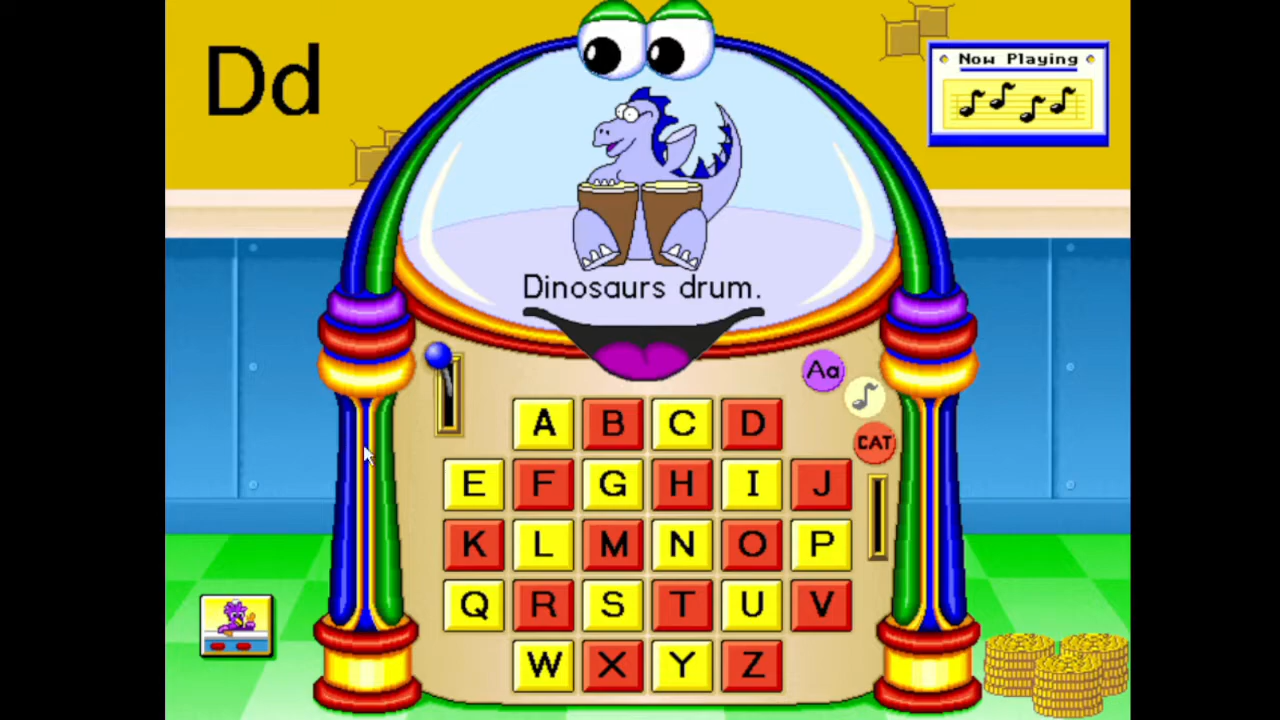 Dd
Now Playing
Dinosaurs drum.
Aa
CAT
A B C D
E F G H I J
K L M N O P
Q R S T U V
W X Y Z